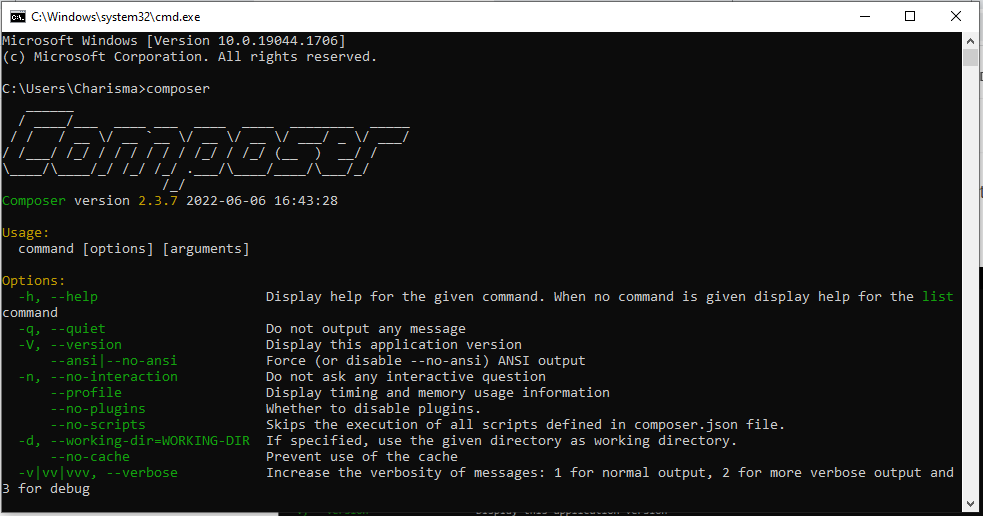 C:\Windows\system32\cmd.exe
Microsoft Windows [Version 10.0.19044.1706]
(c) Microsoft Corporation. All rights reserved.
C:\Users\Charisma>composer
Composer
Composer version 2.3.7 2022-06-06 16:43:28
Usage:
command [options] [arguments]
Options:
-h, --help Display help for the given command. When no command is given display help for the list
command
-q, --quiet Do not output any message
-V, --version Display this application version
--ansi|--no-ansi Force (or disable --no-ansi) ANSI output
-n, --no-interaction Do not ask any interactive question
--profile Display timing and memory usage information
--no-plugins Whether to disable plugins.
--no-scripts Skips the execution of all scripts defined in composer.json file.
-d, --working-dir=WORKING-DIR If specified, use the given directory as working directory.
--no-cache Prevent use of the cache
-v|vv|vvv, --verbose Increase the verbosity of messages: 1 for normal output, 2 for more verbose output and
3 for debug